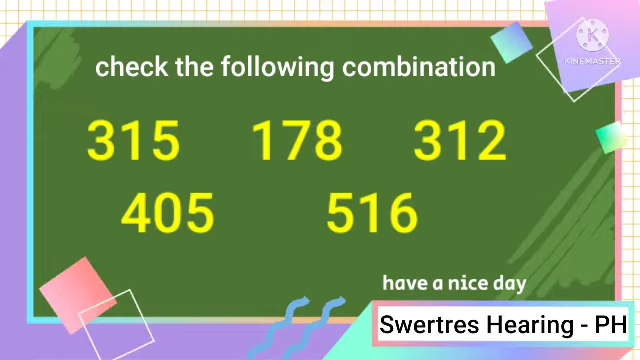 KINEMASTER
check the following combination
315 178 312
405 516
have a nice day
Swertres Hearing - PH